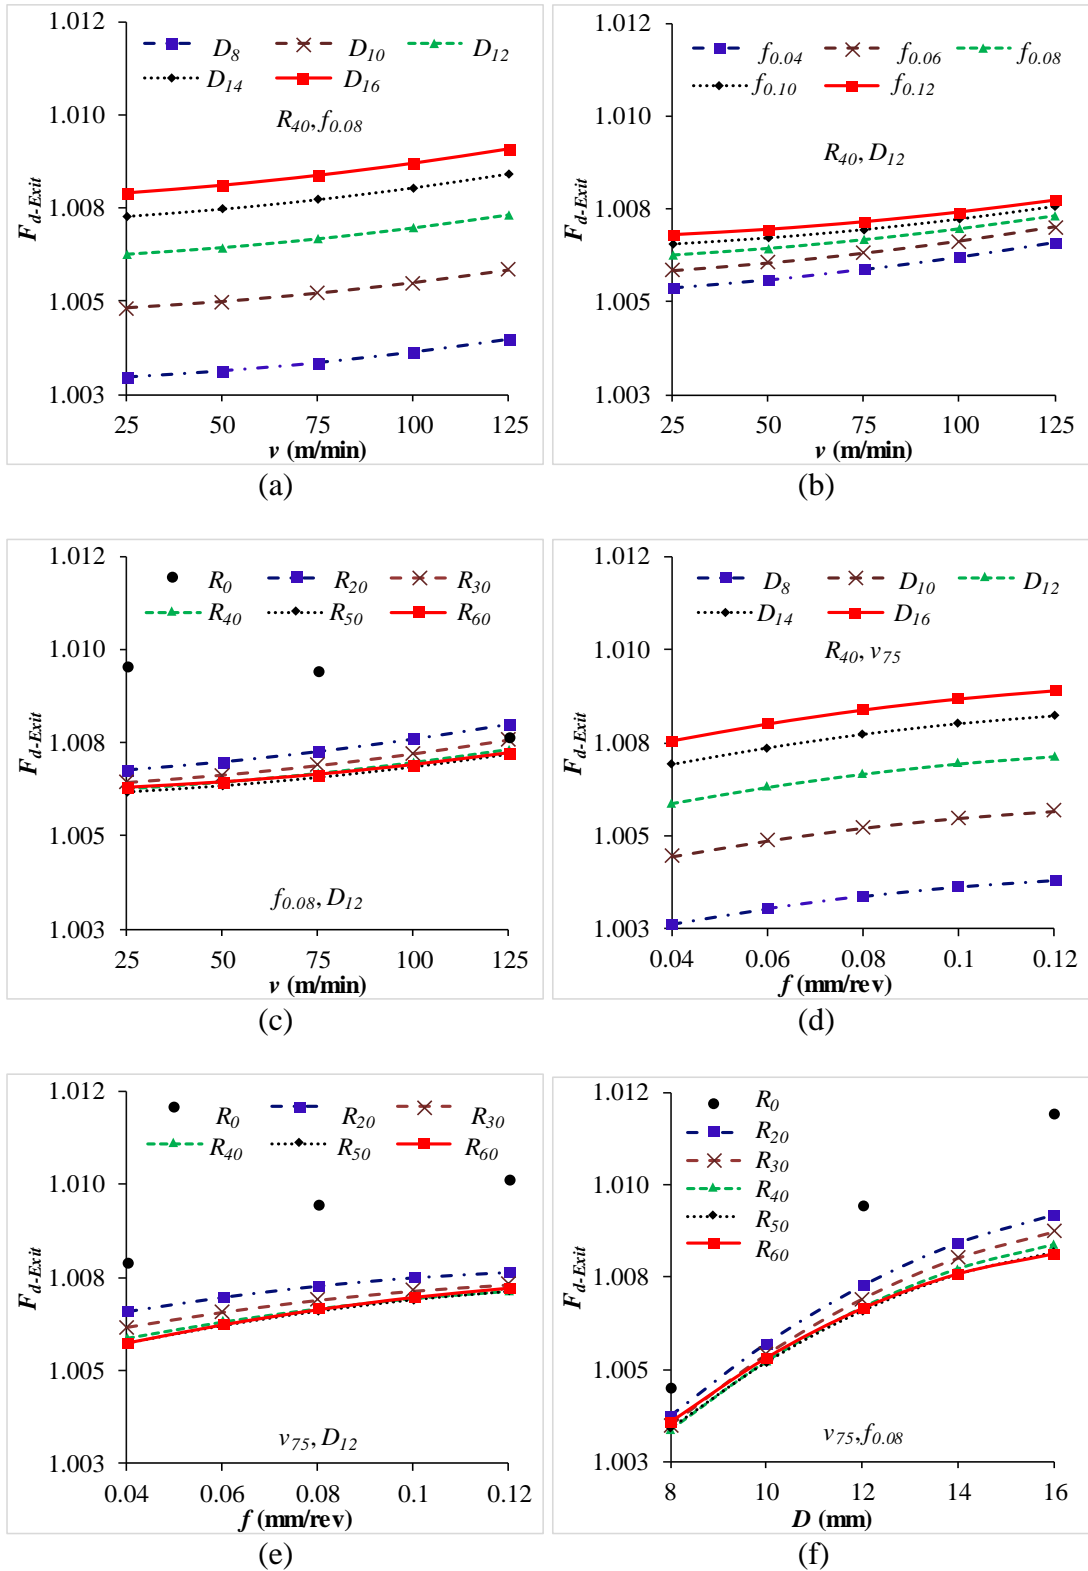 1.012
D8 D10 D12
D14 D16
1.010
R40, f0.08
1.008
1.005
1.003
25 50 75 100 125
Fd-Exit
v (m/min)
(a)
1.012
f0.04 f0.06 f0.08
f0.10 f0.12
1.010
R40, D12
1.008
1.005
1.003
25 50 75 100 125
Fd-Exit
v (m/min)
(b)
1.012
R0 R20 R30
R40 R50 R60
1.010
1.008
1.005
f0.08, D12
1.003
25 50 75 100 125
Fd-Exit
v (m/min)
(c)
1.012
D8 D10 D12
D14 D16
1.010
R40, v75
1.008
1.005
1.003
0.04 0.06 0.08 0.1 0.12
Fd-Exit
f (mm/rev)
(d)
1.012
R0 R20 R30
R40 R50 R60
1.010
1.008
1.005
v75, D12
1.003
0.04 0.06 0.08 0.1 0.12
Fd-Exit
f (mm/rev)
(e)
1.012
R0
R20
R30
1.010
R40
R50
R60
1.008
1.005
v75, f0.08
1.003
8 10 12 14 16
Fd-Exit
D (mm)
(f)